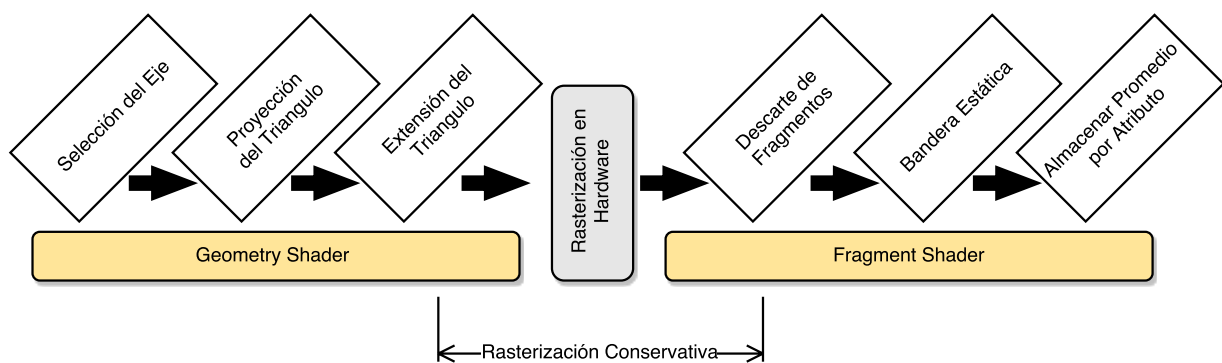 Selección del Eje
Proyección
del Triangulo
Extensión del
Triangulo
Rasterización en
Hardware
Descarte de
Fragmentos
Bandera Estática
Almacenar Promedio
por Atributo
Geometry Shader
Fragment Shader
Rasterización Conservativa